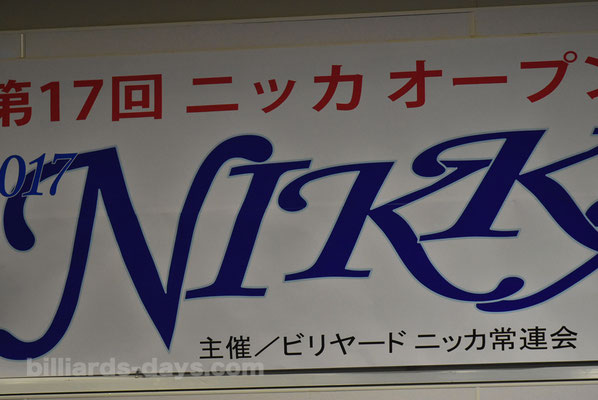 第17回 ニッカ オープン
2017
NIKK
主催／ビリヤード ニッカ常連会
billiards-days.com